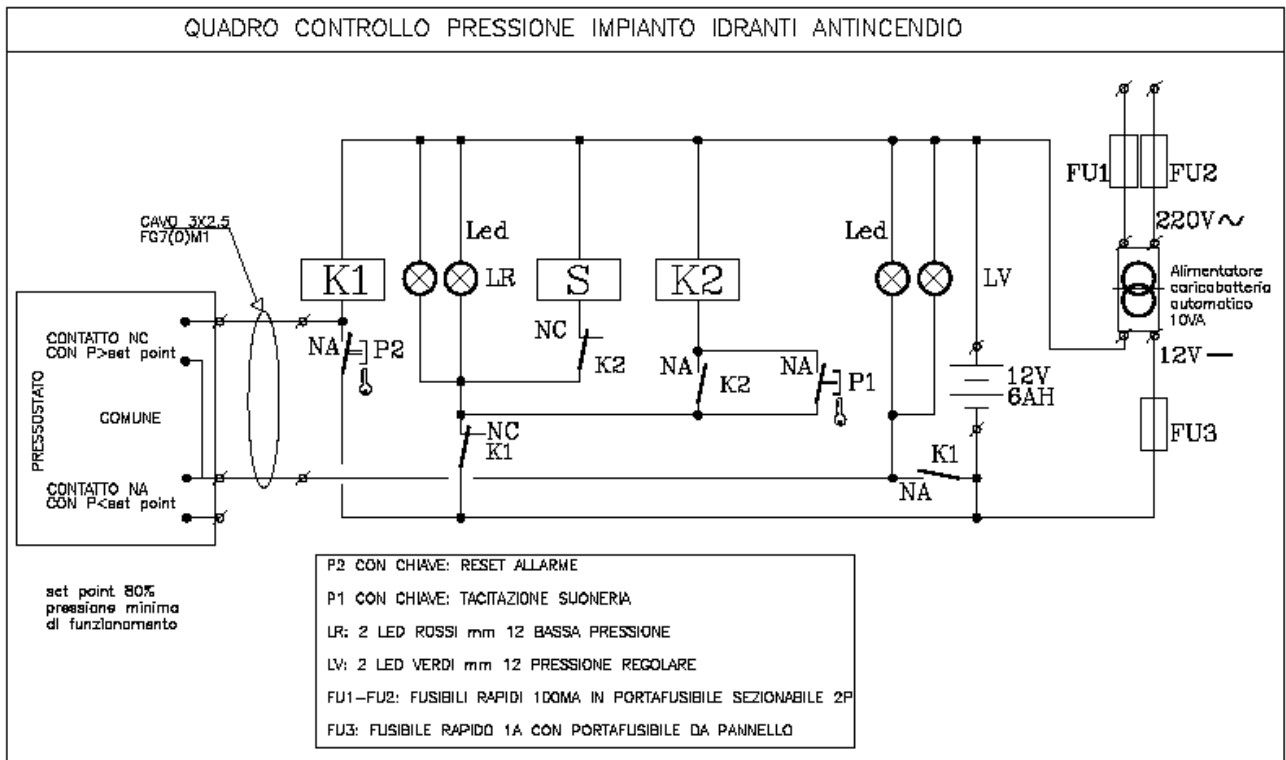 QUADRO CONTROLLO PRESSIONE IMPIANTO IDRANTI ANTINCENDIO
FU1
FU2
CAVO 3X2.5
FG7(O)M1
220V~
Led
Led
K1
LR
S
K2
LV
Alimentatore
caricabatteria
automatico
10VA
CONTATTO NC
CON P>set point
NA
P2
NC
K2
NA
K2
NA
P1
12V
6AH
12V—
PRESSOSTATO
COMUNE
FU3
NC
K1
K1
NA
CONTATTO NA
CON P<set point
set point 80%
pressione minima
di funzionamento
P2 CON CHIAVE: RESET ALLARME
P1 CON CHIAVE: TACITAZIONE SUONERIA
LR: 2 LED ROSSI mm 12 BASSA PRESSIONE
LV: 2 LED VERDI mm 12 PRESSIONE REGOLARE
FU1-FU2: FUSIBILI RAPIDI 100MA IN PORTAFUSIBILE SEZIONABILE 2P
FU3: FUSIBILE RAPIDO 1A CON PORTAFUSIBILE DA PANNELLO